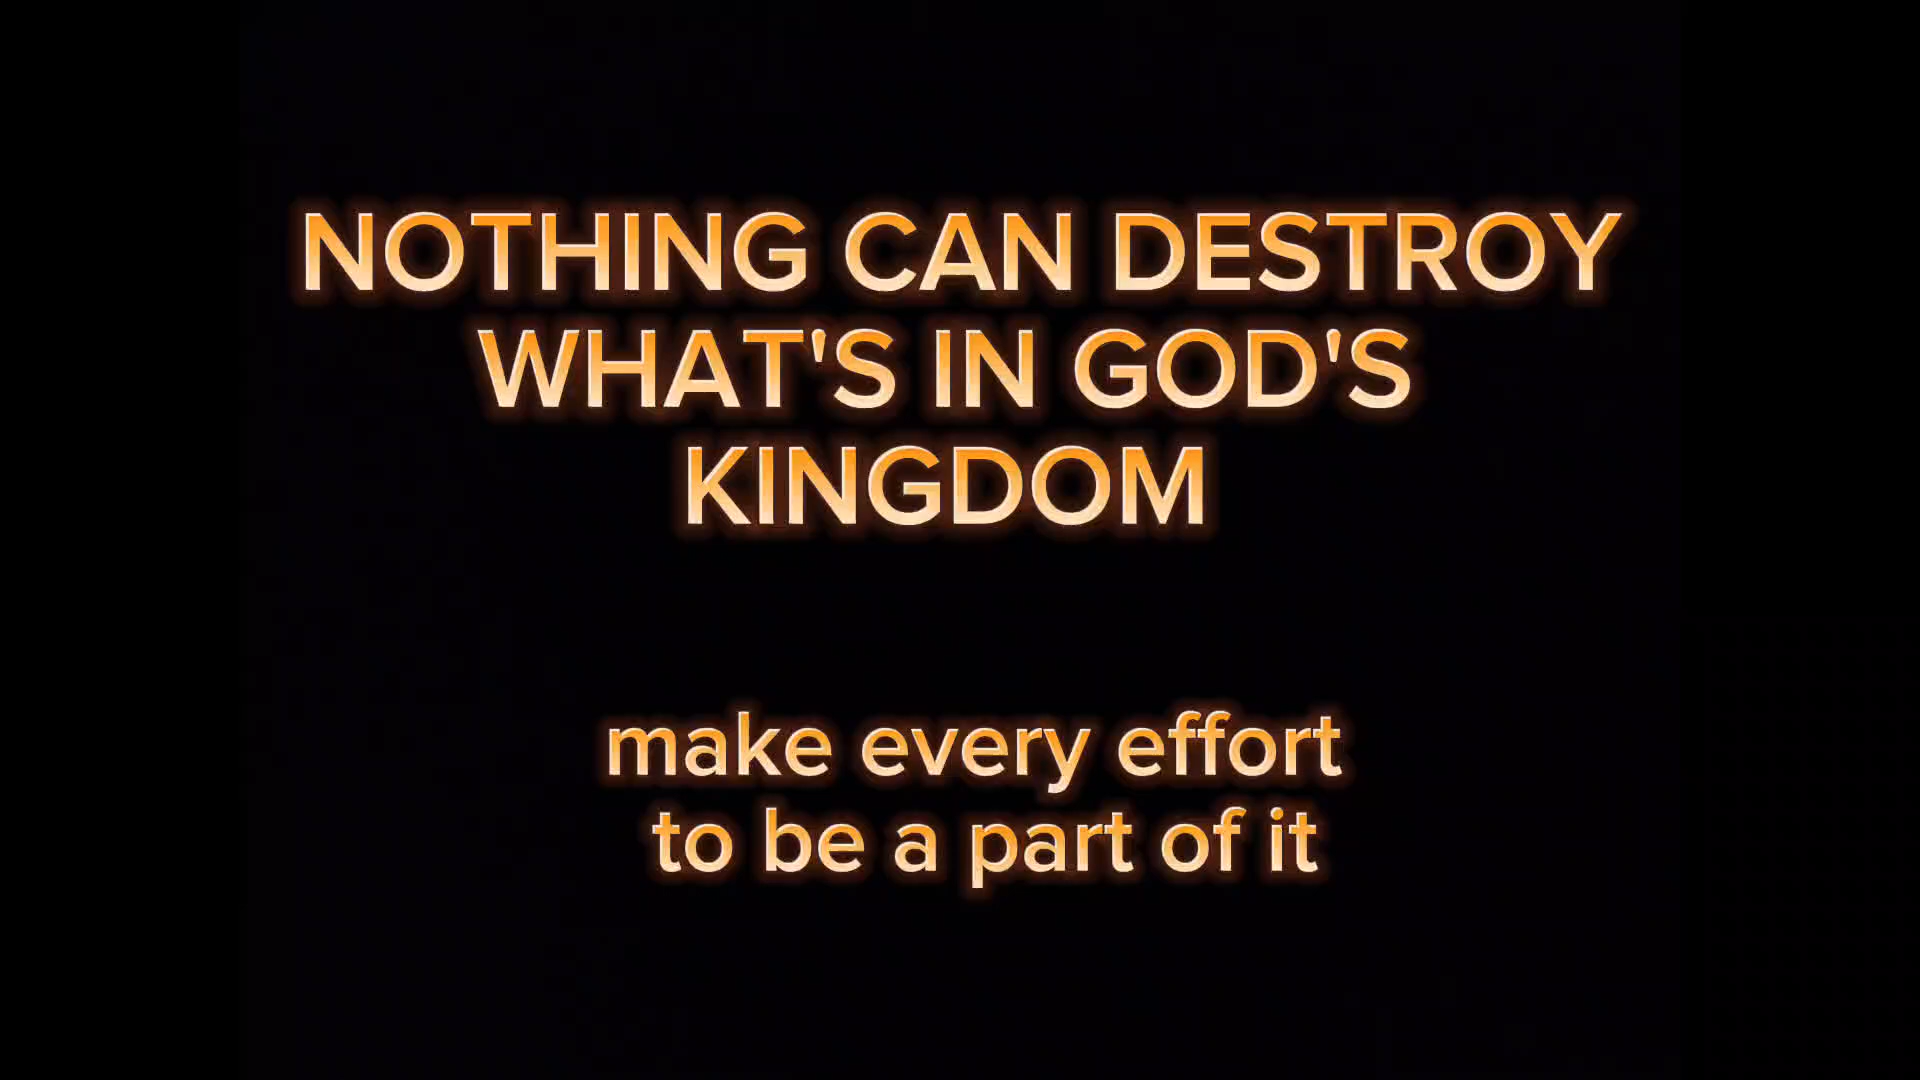 NOTHING CAN DESTROY
WHAT'S IN GOD'S
KINGDOM
make every effort
to be a part of it